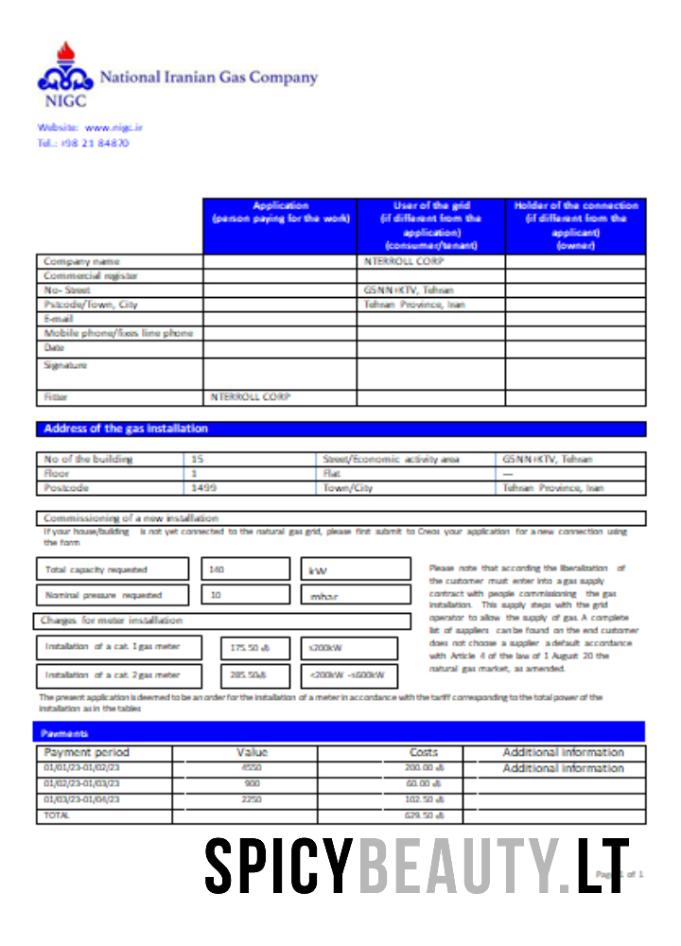 National Iranian Gas Company
NIGC
Website: www.nigc.ir
Tel.: +98 21 84870
Application
(person paying for the work)
User of the grid
(if different from the
application)
(consumer/tenant)
Holder of the connection
(if different from the
applicant)
(owner)
Company name NTERROLL CORP
Commercial register
No- Street GSNN+KTV, Tehran
Pstcode/Town, City Tehran Province, Iran
E-mail
Mobile phone/fixes line phone
Date
Signature
Fitter NTERROLL CORP
Address of the gas installation
No of the building 15 Street/Economic activity area GSNN+KTV, Tehran
Floor 1 Flat —
Postcode 1499 Town/City Tehran Province, Iran
Commissioning of a new installation
If your house/building is not yet connected to the natural gas grid, please first submit to Creos your application for a new connection using
the form
Total capacity requested 140 kW
Nominal pressure requested 10 mbar
Please note that according the liberalization of
the customer must enter into a gas supply
contract with people commissioning the gas
installation. This supply steps with the grid
operator to allow the supply of gas. A complete
list of suppliers can be found on the end customer
does not choose a supplier a default accordance
with Article 4 of the law of 1 August 20 the
natural gas market, as amended.
Charges for meter installation
Installation of a cat. 1 gas meter 175.50 ≤200kW
Installation of a cat. 2 gas meter 285.50 <200kW -≤600kW
The present application is deemed to be an order for the installation of a meter in accordance with the tariff corresponding to the total power of the
installation as in the tables
Payments
Payment period Value Costs Additional information
01/01/23-01/02/23 4550 200.00 Additional information
01/02/23-01/03/23 900 60.00
01/03/23-01/04/23 2250 102.50
TOTAL 629.50
SPICYBEAUTY.LT
Page 1 of 1